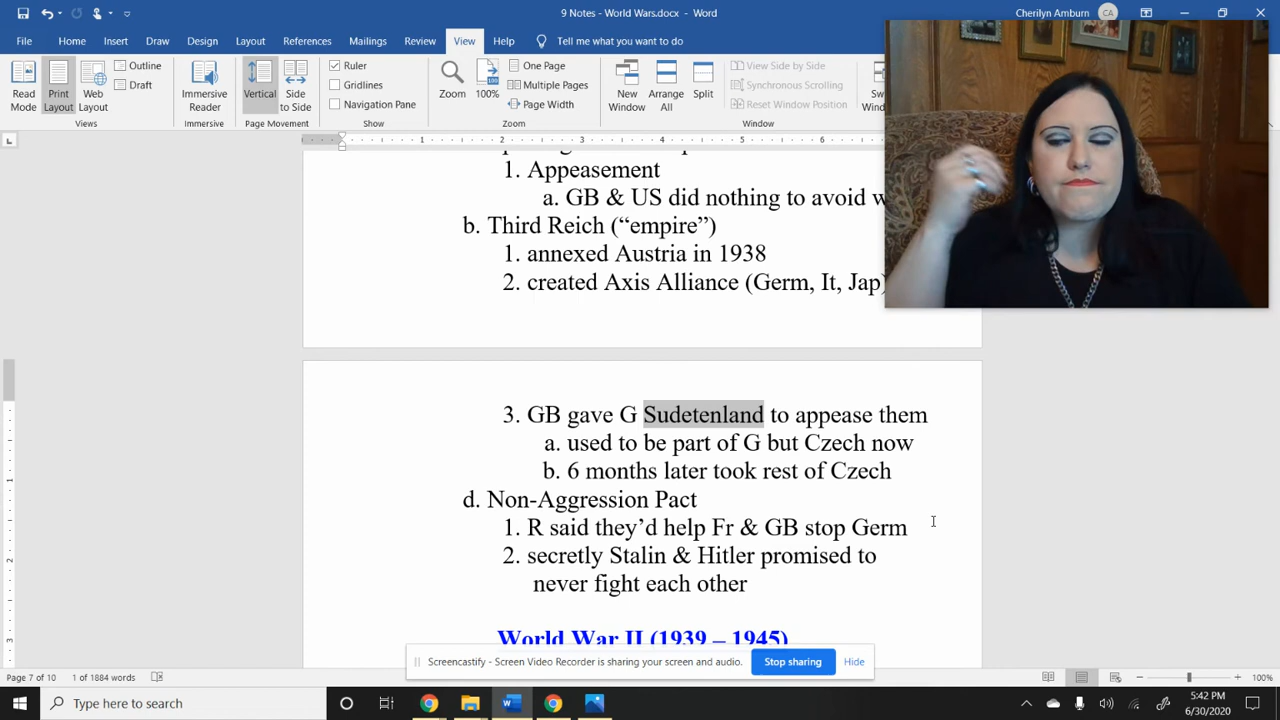 9 Notes - World Wars.docx - Word
Cherilyn Amburn CA
File Home Insert Draw Design Layout References Mailings Review View Help Tell me what you want to do
Read Mode
Print Layout
Web Layout
Outline
Draft
Views
Immersive Reader
Immersive
Vertical
Side to Side
Page Movement
Ruler
Gridlines
Navigation Pane
Show
Zoom
100%
One Page
Multiple Pages
Page Width
Zoom
New Window
Arrange All
Split
View Side by Side
Synchronous Scrolling
Reset Window Position
Window
1. Appeasement
a. GB & US did nothing to avoid
b. Third Reich (“empire”)
1. annexed Austria in 1938
2. created Axis Alliance (Germ, It, Jap)
3. GB gave G Sudetenland to appease them
a. used to be part of G but Czech now
b. 6 months later took rest of Czech
d. Non-Aggression Pact
1. R said they’d help Fr & GB stop Germ
2. secretly Stalin & Hitler promised to
never fight each other
World War II (1939 – 1945)
Screencastify - Screen Video Recorder is sharing your screen and audio. Stop sharing Hide
Page 7 of 10 1 of 1884 words 100%
Type here to search
5:42 PM
6/30/2020